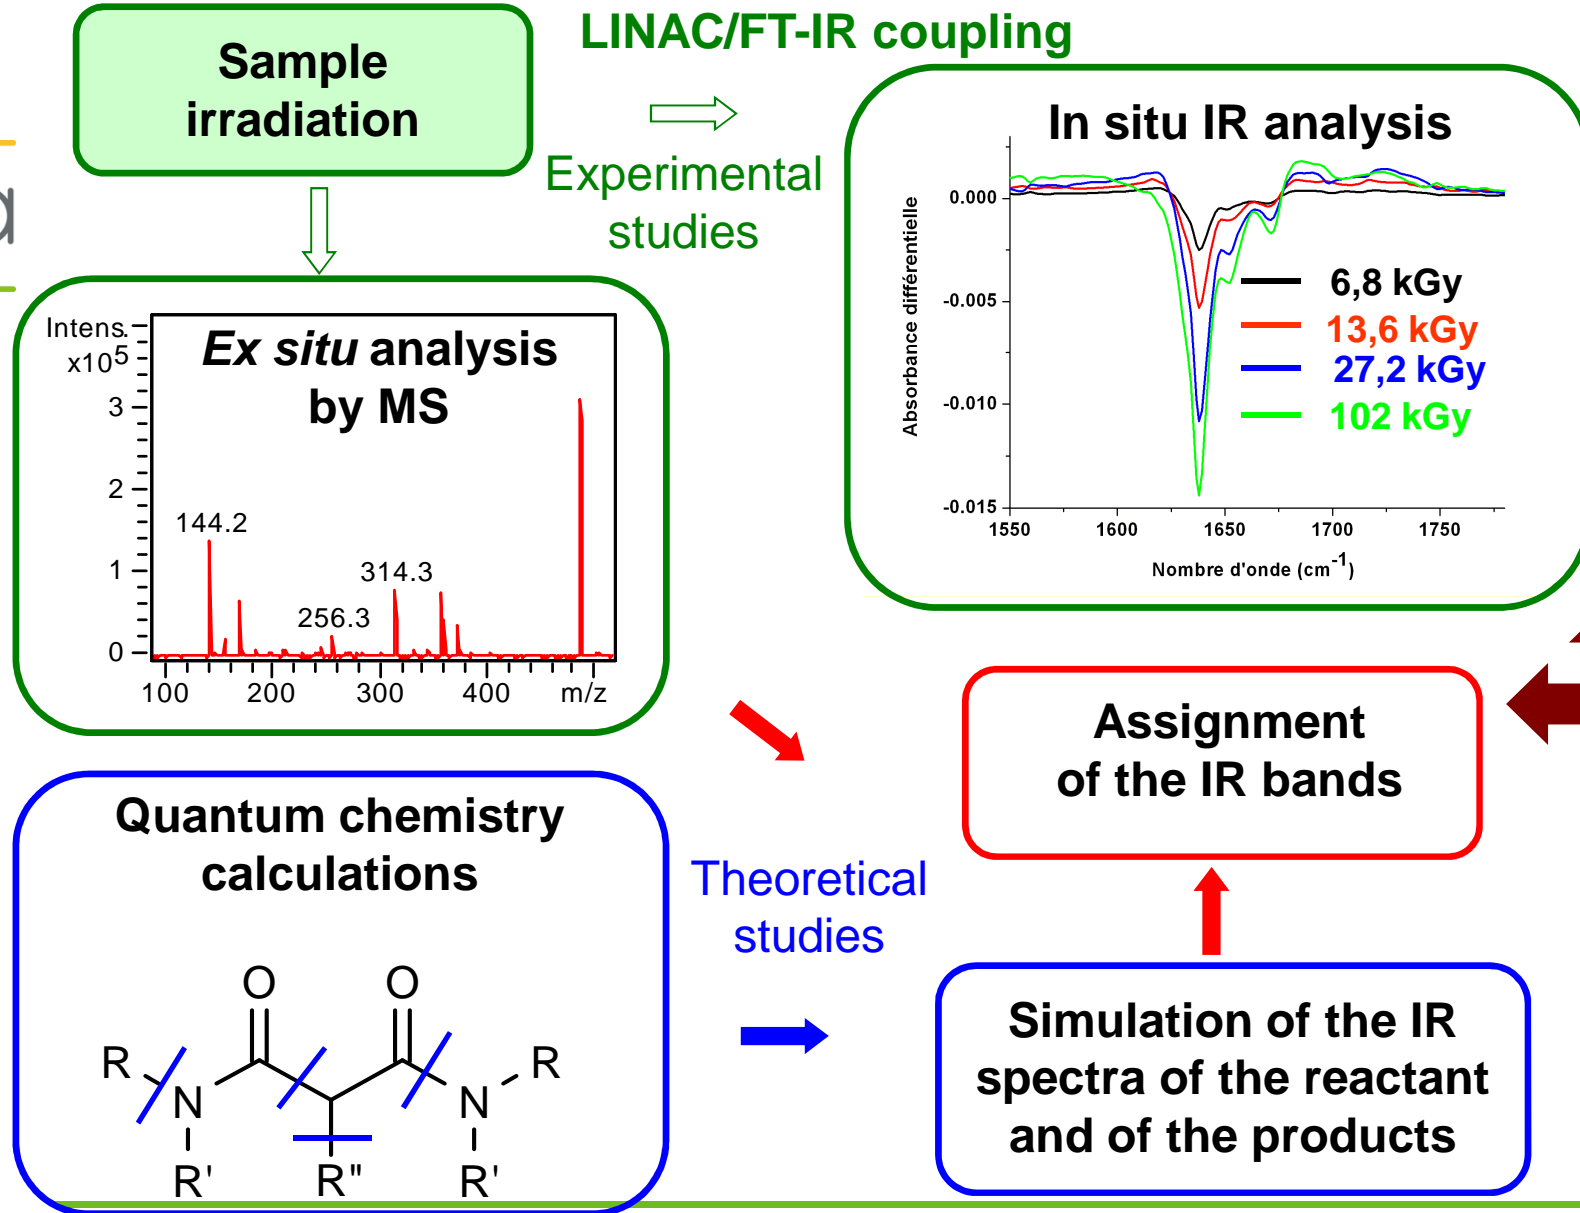 Sample
irradiation
LINAC/FT-IR coupling
Experimental
studies
In situ IR analysis
Absorbance différentielle
0.000
-0.005
-0.010
-0.015
6,8 kGy
13,6 kGy
27,2 kGy
102 kGy
1550 1600 1650 1700 1750
Nombre d'onde (cm-1)
Intens.
x10^5
Ex situ analysis
by MS
3
2
1
0
144.2
256.3
314.3
100 200 300 400 m/z
Assignment
of the IR bands
Quantum chemistry
calculations
O O
R N N R
R' R" R'
Theoretical
studies
Simulation of the IR
spectra of the reactant
and of the products